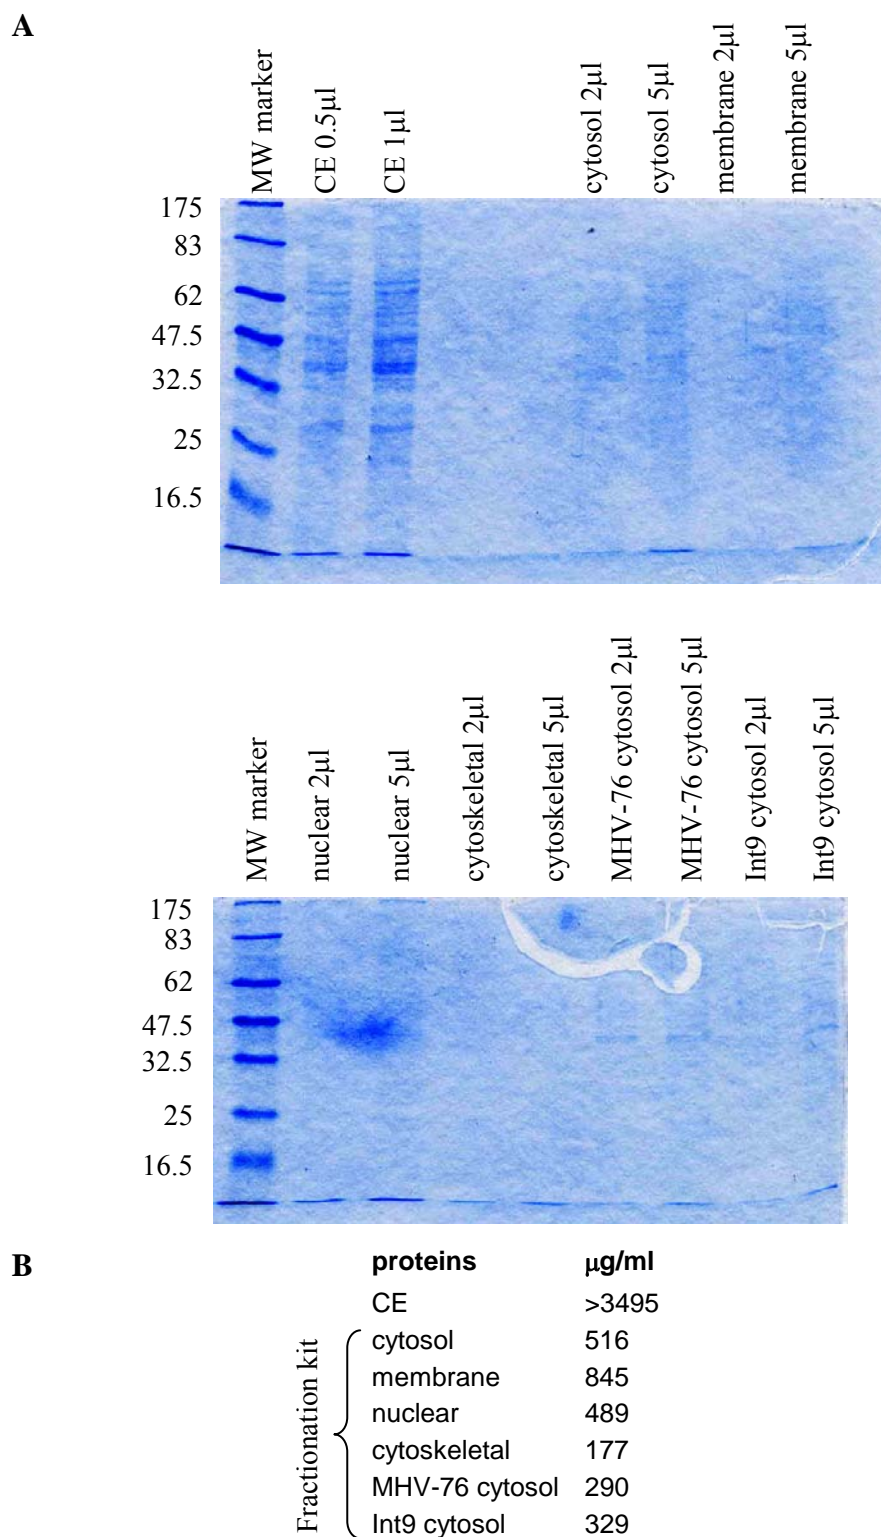 A
MW marker
CE 0.5µl
CE 1µl
cytosol 2µl
cytosol 5µl
membrane 2µl
membrane 5µl
175
83
62
47.5
32.5
25
16.5
MW marker
nuclear 2µl
nuclear 5µl
cytoskeletal 2µl
cytoskeletal 5µl
MHV-76 cytosol 2µl
MHV-76 cytosol 5µl
Int9 cytosol 2µl
Int9 cytosol 5µl
175
83
62
47.5
32.5
25
16.5
B
proteins µg/ml
CE >3495
Fractionation kit
cytosol 516
membrane 845
nuclear 489
cytoskeletal 177
MHV-76 cytosol 290
Int9 cytosol 329